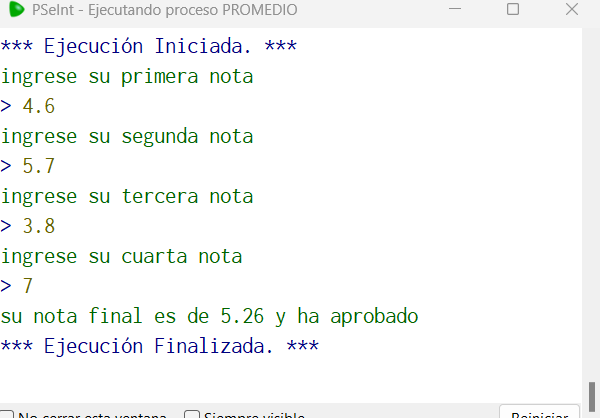 PSeInt - Ejecutando proceso PROMEDIO
*** Ejecución Iniciada. ***
ingrese su primera nota
> 4.6
ingrese su segunda nota
> 5.7
ingrese su tercera nota
> 3.8
ingrese su cuarta nota
> 7
su nota final es de 5.26 y ha aprobado
*** Ejecución Finalizada. ***
No cerrar esta ventana Siempre visible Reiniciar